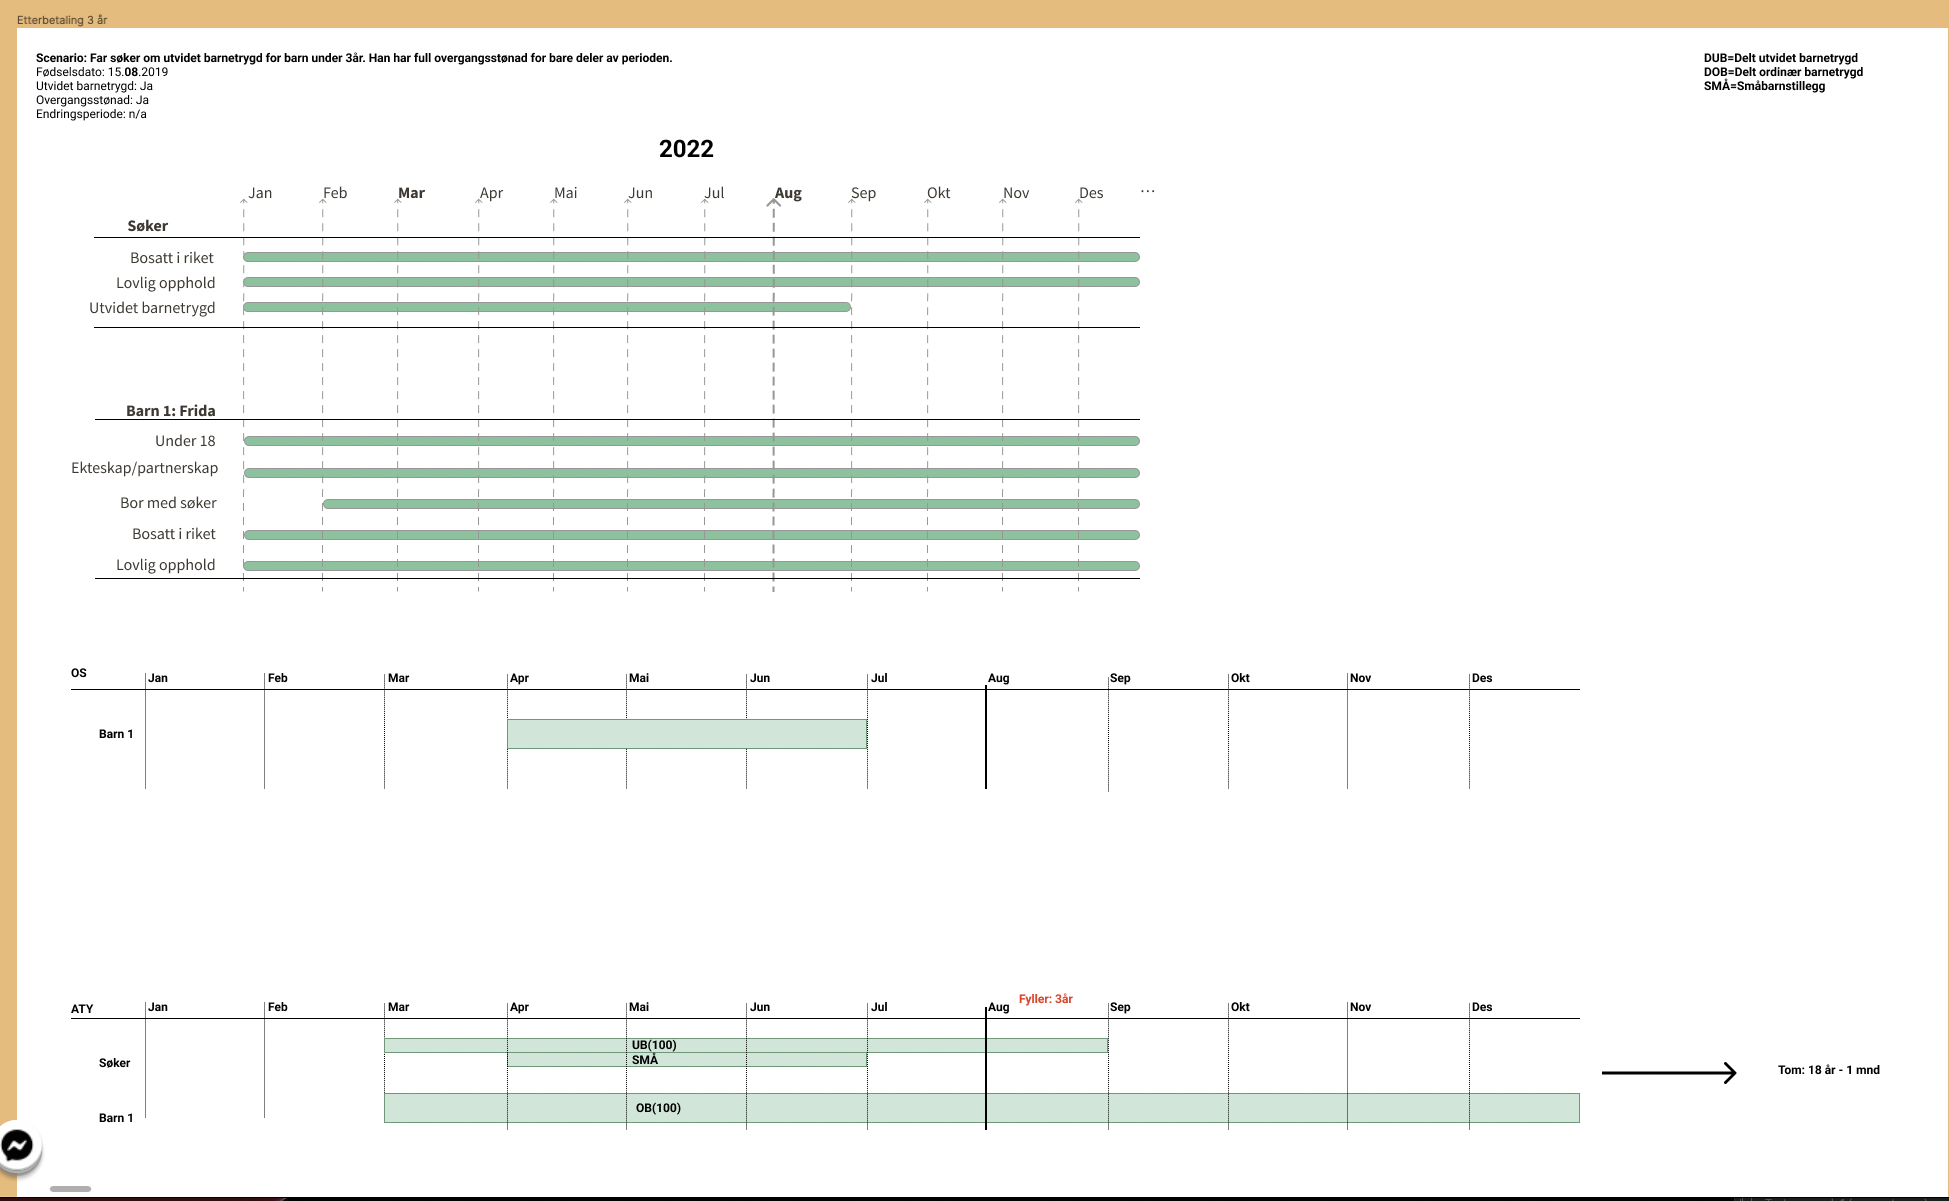 Etterbetaling 3 år
Scenario: Far søker om utvidet barnetrygd for barn under 3år. Han har full overgangsstønad for bare deler av perioden.
Fødselsdato: 15.08.2019
Utvidet barnetrygd: Ja
Overgangsstønad: Ja
Endringsperiode: n/a
DUB=Delt utvidet barnetrygd
DOB=Delt ordinær barnetrygd
SMÅ=Småbarnstillegg
2022
Jan Feb Mar Apr Mai Jun Jul Aug Sep Okt Nov Des ...
Søker
Bosatt i riket
Lovlig opphold
Utvidet barnetrygd
Barn 1: Frida
Under 18
Ekteskap/partnerskap
Bor med søker
Bosatt i riket
Lovlig opphold
OS Jan Feb Mar Apr Mai Jun Jul Aug Sep Okt Nov Des
Barn 1
Fyller: 3år
ATY Jan Feb Mar Apr Mai Jun Jul Aug Sep Okt Nov Des
UB(100)
SMÅ
Søker
Tom: 18 år - 1 mnd
OB(100)
Barn 1